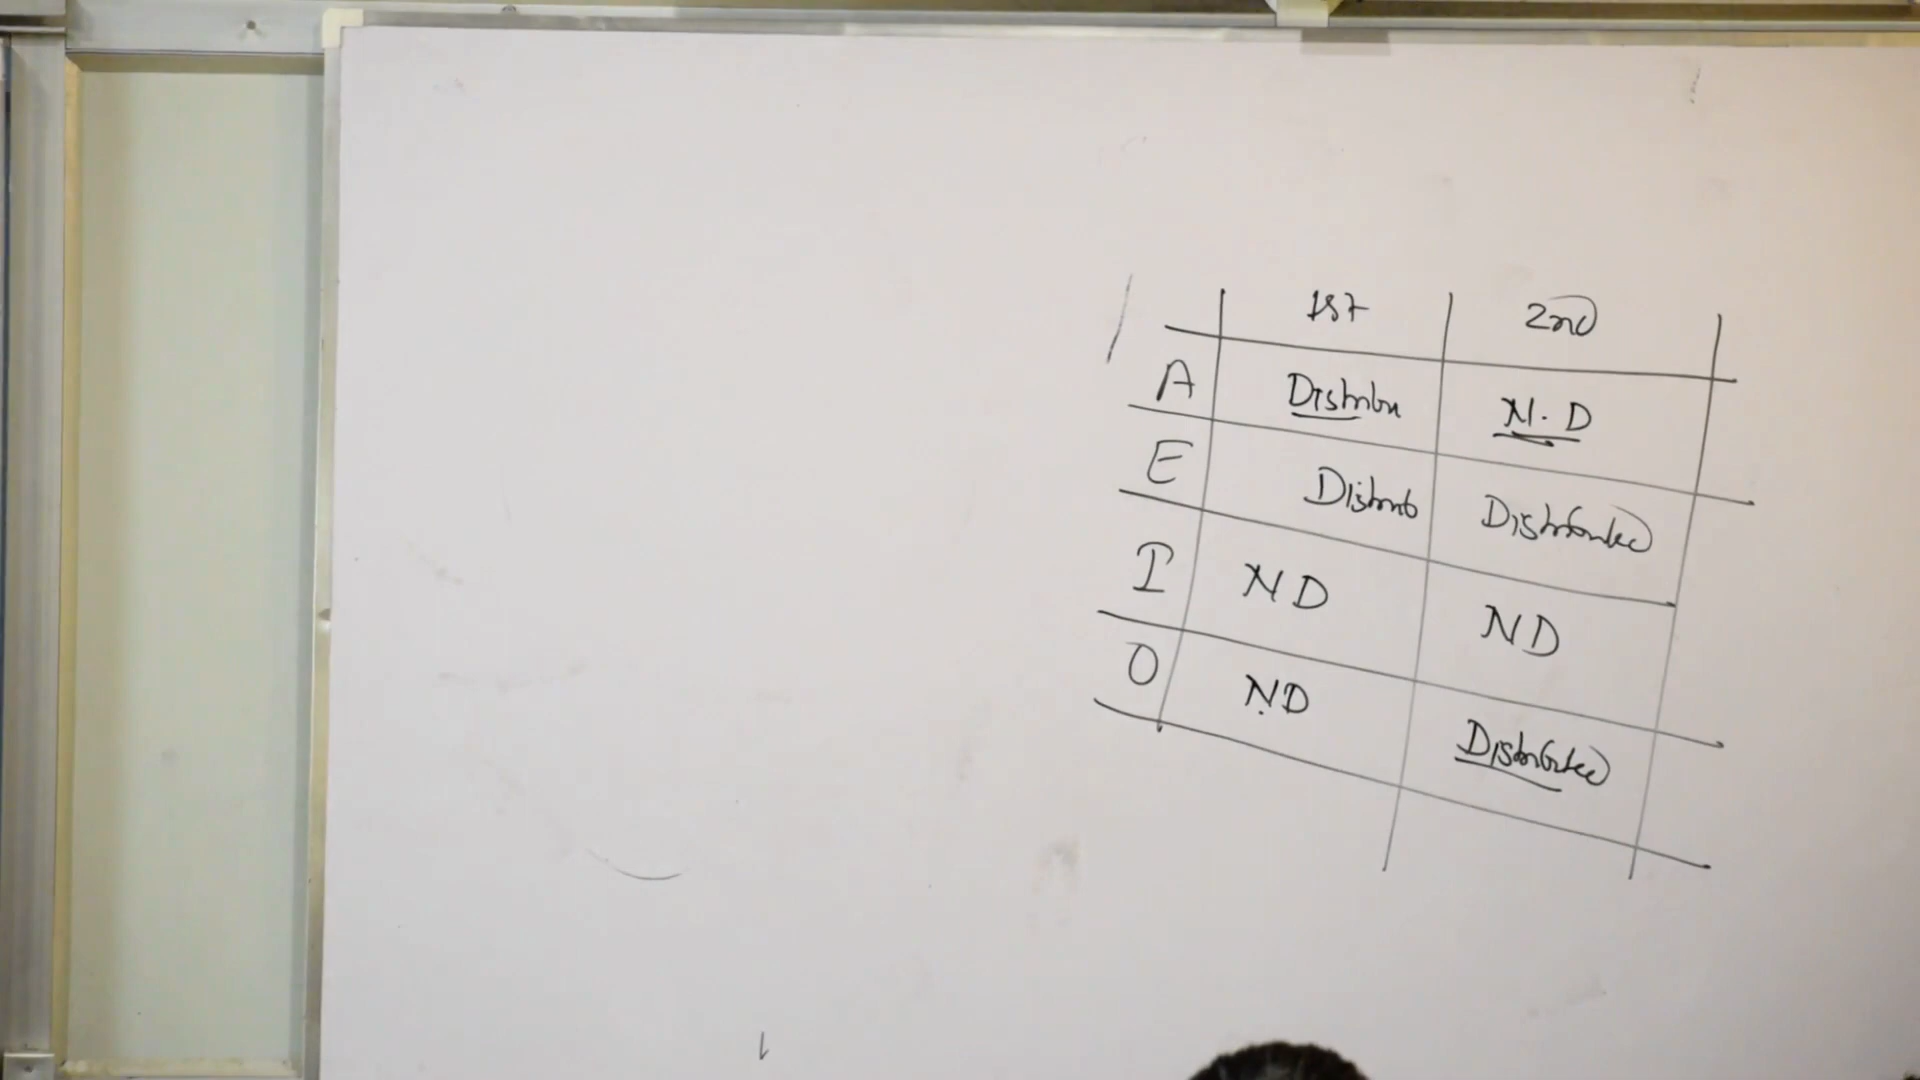 1st 2nd
A Distribu N.D
E Distrib Distributed
I ND ND
O ND Distributed